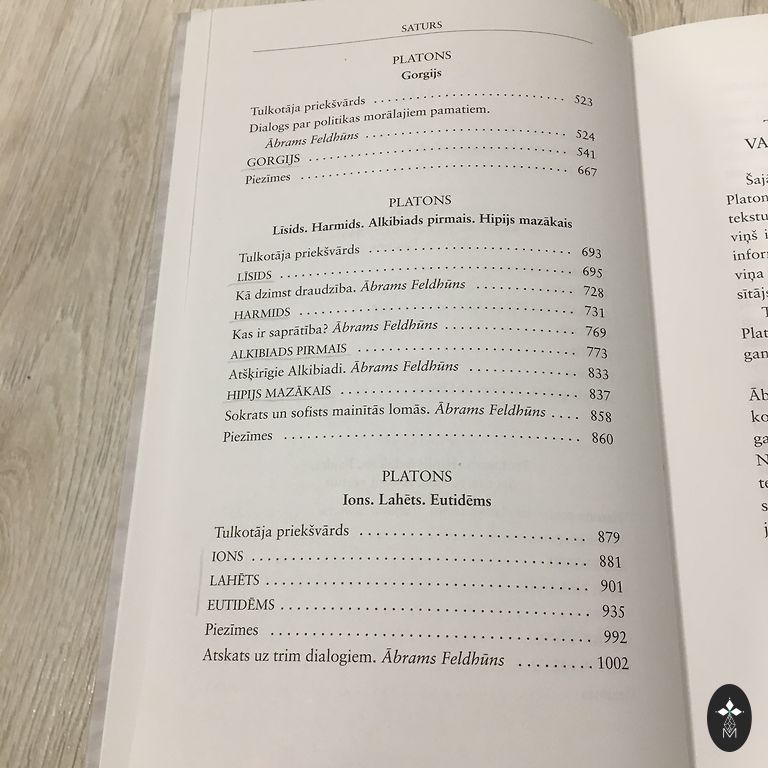 SATURS
PLATONS
Gorgijs
Tulkotāja priekšvārds . . . . . . . . . . . . . . . . . . . . . . . . . . 523
Dialogs par politikas morālajiem pamatiem.
Ābrams Feldhūns . . . . . . . . . . . . . . . . . . . . . . . . . . . 524
GORGIJS . . . . . . . . . . . . . . . . . . . . . . . . . . . . . . . . . . . 541
Piezīmes . . . . . . . . . . . . . . . . . . . . . . . . . . . . . . . . . . . . 667
PLATONS
Līsids. Harmids. Alkibiads pirmais. Hipijs mazākais
Tulkotāja priekšvārds . . . . . . . . . . . . . . . . . . . . . . . . . . . 693
LĪSIDS . . . . . . . . . . . . . . . . . . . . . . . . . . . . . . . . . . . . . 695
Kā dzimst draudzība. Ābrams Feldhūns . . . . . . . . . . . . . 728
HARMIDS . . . . . . . . . . . . . . . . . . . . . . . . . . . . . . . . . . . 731
Kas ir saprātība? Ābrams Feldhūns . . . . . . . . . . . . . . . . . 769
ALKIBIADS PIRMAIS . . . . . . . . . . . . . . . . . . . . . . . . . . . 773
Atšķirīgie Alkibiadi. Ābrams Feldhūns . . . . . . . . . . . . . . 833
HIPIJS MAZĀKAIS . . . . . . . . . . . . . . . . . . . . . . . . . . . . . 837
Sokrats un sofists mainītās lomās. Ābrams Feldhūns . . . . 858
Piezīmes . . . . . . . . . . . . . . . . . . . . . . . . . . . . . . . . . . . . 860
PLATONS
Ions. Lahēts. Eutidēms
Tulkotāja priekšvārds . . . . . . . . . . . . . . . . . . . . . . . . . . . 879
IONS . . . . . . . . . . . . . . . . . . . . . . . . . . . . . . . . . . . . . . . 881
LAHĒTS . . . . . . . . . . . . . . . . . . . . . . . . . . . . . . . . . . . . . 901
EUTIDĒMS . . . . . . . . . . . . . . . . . . . . . . . . . . . . . . . . . . . 935
Piezīmes . . . . . . . . . . . . . . . . . . . . . . . . . . . . . . . . . . . . . 992
Atskats uz trim dialogiem. Ābrams Feldhūns . . . . . . . . . 1002
VA
Šaj
Platon
tekstu
viņš i
inform
viņa
sitājs
T
Plat
gan
Āb
ko
ga
N
te
s
j
M